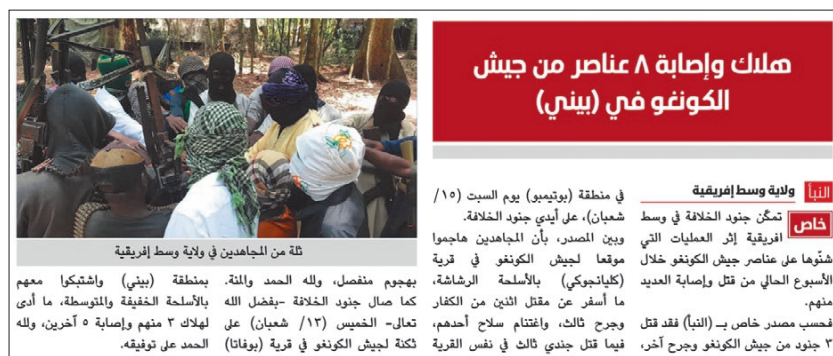 هلاك وإصابة ٨ عناصر من جيش
الكونغو في (بيني)
النبأ ولاية وسط إفريقية
خاص
تمكّن جنود الخلافة في وسط
افريقية إثر العمليات التي
شنّوها على عناصر جيش الكونغو خلال
الأسبوع الحالي من قتل وإصابة العديد
منهم.
فحسب مصدر خاص بـ (النبأ) فقد قتل
٣ جنود من جيش الكونغو وجرح آخر،
في منطقة (بوتيمبو) يوم السبت (١٥/
شعبان)، على أيدي جنود الخلافة.
وبين المصدر، بأن المجاهدين هاجموا
موقعا لجيش الكونغو في قرية
(كليانجوكي) بالأسلحة الرشاشة،
ما أسفر عن مقتل اثنين من الكفار
وجرح ثالث، واغتنام سلاح أحدهم،
فيما قتل جندي ثالث في نفس القرية
ثلة من المجاهدين في ولاية وسط إفريقية
بهجوم منفصل، ولله الحمد والمنة.
كما صال جنود الخلافة -بفضل الله
تعالى- الخميس (١٣/ شعبان) على
ثكنة لجيش الكونغو في قرية (بوفاتا)
بمنطقة (بيني) واشتبكوا معهم
بالأسلحة الخفيفة والمتوسطة، ما أدى
لهلاك ٣ منهم وإصابة ٥ آخرين، ولله
الحمد على توفيقه.